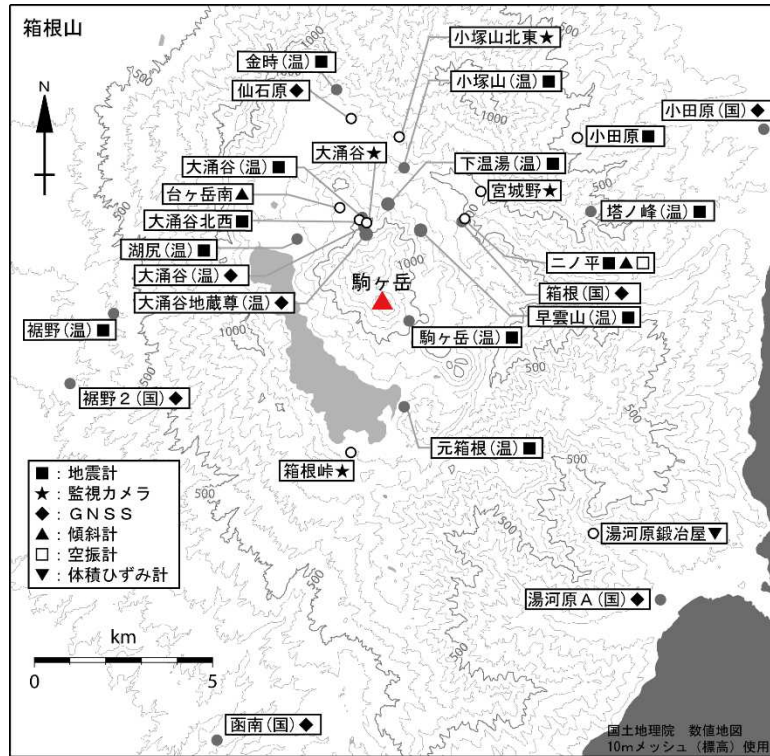 箱根山
小塚山北東★
金時(温)■
小塚山(温)■
仙石原◆
小田原(国)◆
N
大涌谷★
小田原■
大涌谷(温)■
下温湯(温)■
台ヶ岳南▲
宮城野★
大涌谷北西■
塔ノ峰(温)■
湖尻(温)■
二ノ平■▲□
大涌谷(温)◆
駒ヶ岳
箱根(国)◆
大涌谷地蔵尊(温)◆
早雲山(温)■
裾野(温)■
駒ヶ岳(温)■
裾野2(国)◆
元箱根(温)■
箱根峠★
■:地震計
★:監視カメラ
◆:GNSS
▲:傾斜計
□:空振計
▼:体積ひずみ計
湯河原鍛冶屋▼
湯河原A(国)◆
km
0 5
函南(国)◆
国土地理院 数値地図
10mメッシュ(標高)使用
500
1000
1000
500
1000
500
1000
1000
500
1000
500
500
500
500
500